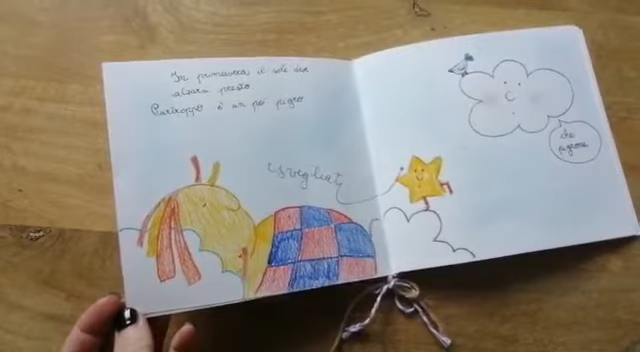 In primavera il sole deve
alzarsi presto
Purtroppo è un po' pigro
svegliati
che
pigrone